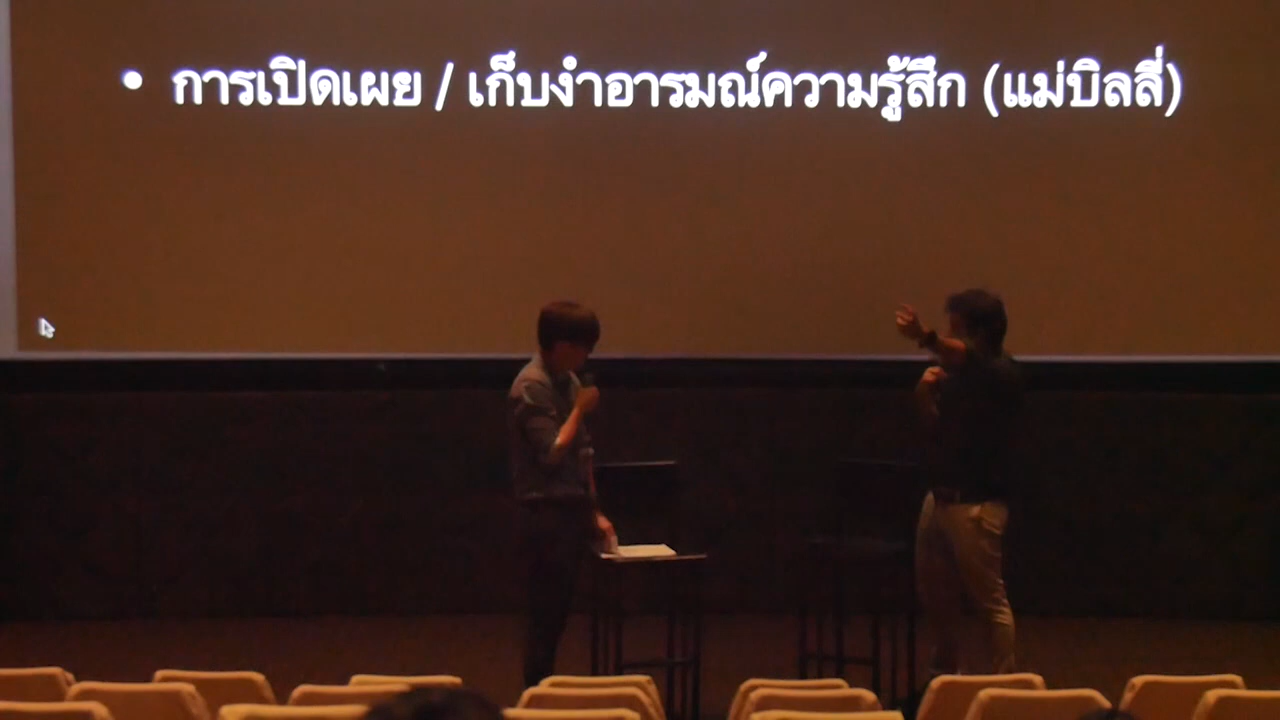 • การเปิดเผย / เก็บงำอารมณ์ความรู้สึก (แม่บิลลี่)